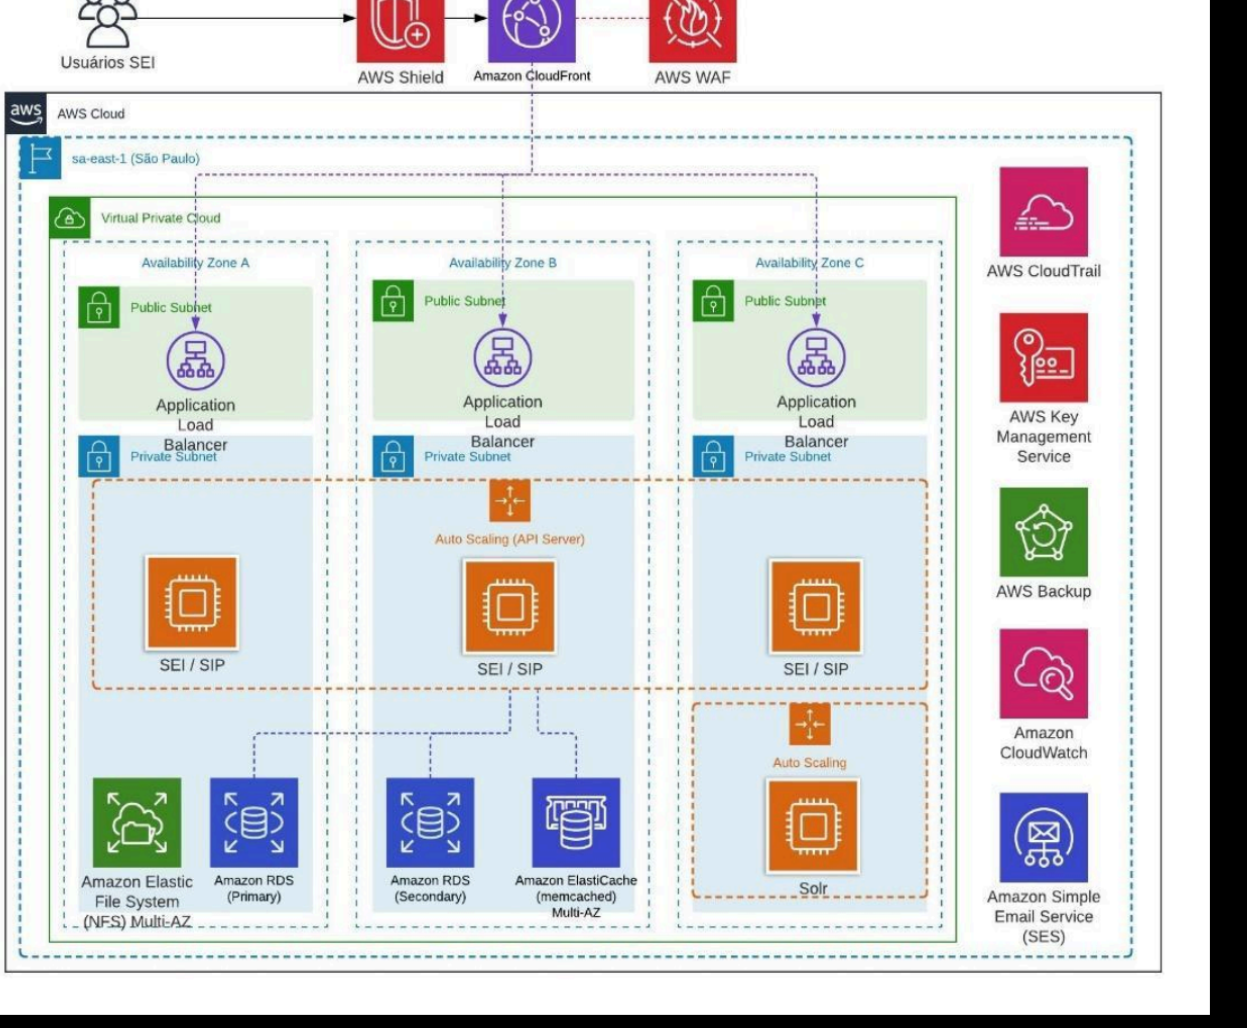 Usuários SEI
AWS Shield
Amazon CloudFront
AWS WAF
aws
AWS Cloud
sa-east-1 (São Paulo)
Virtual Private Cloud
Availability Zone A
Availability Zone B
Availability Zone C
Public Subnet
Public Subnet
Public Subnet
Application
Load
Balancer
Application
Load
Balancer
Application
Load
Balancer
Private Subnet
Private Subnet
Private Subnet
Auto Scaling (API Server)
SEI / SIP
SEI / SIP
SEI / SIP
Auto Scaling
Solr
Amazon Elastic
File System
(NFS) Multi-AZ
Amazon RDS
(Primary)
Amazon RDS
(Secondary)
Amazon ElastiCache
(memcached)
Multi-AZ
AWS CloudTrail
AWS Key
Management
Service
AWS Backup
Amazon
CloudWatch
Amazon Simple
Email Service
(SES)